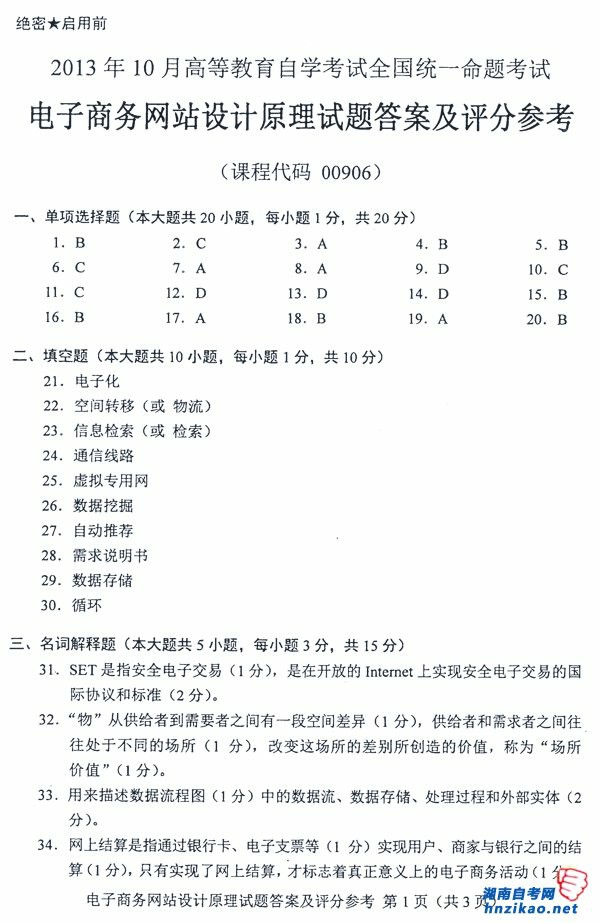 绝密★启用前
2013 年 10 月高等教育自学考试全国统一命题考试
电子商务网站设计原理试题答案及评分参考
(课程代码 00906)
一、单项选择题(本大题共 20 小题,每小题 1 分,共 20 分)
1. B 2. C 3. A 4. B 5. B
6. C 7. A 8. A 9. D 10. C
11. C 12. D 13. D 14. D 15. B
16. B 17. A 18. B 19. A 20. B
二、填空题(本大题共 10 小题,每小题 1 分,共 10 分)
21. 电子化
22. 空间转移(或 物流)
23. 信息检索(或 检索)
24. 通信线路
25. 虚拟专用网
26. 数据挖掘
27. 自动推荐
28. 需求说明书
29. 数据存储
30. 循环
三、名词解释题(本大题共 5 小题,每小题 3 分,共 15 分)
31. SET 是指安全电子交易(1 分),是在开放的 Internet 上实现安全电子交易的国
际协议和标准(2 分)。
32. “物”从供给者到需要者之间有一段空间差异(1 分),供给者和需求者之间往
往处于不同的场所(1 分),改变这场所的差别所创造的价值,称为“场所
价值”(1 分)。
33. 用来描述数据流程图(1 分)中的数据流、数据存储、处理过程和外部实体(2
分)。
34. 网上结算是指通过银行卡、电子支票等(1 分)实现用户、商家与银行之间的结
算(1 分),只有实现了网上结算,才标志着真正意义上的电子商务活动(1
电子商务网站设计原理试题答案及评分参考 第 1 页(共 3 页)
湖南自考网
hnzikao.net